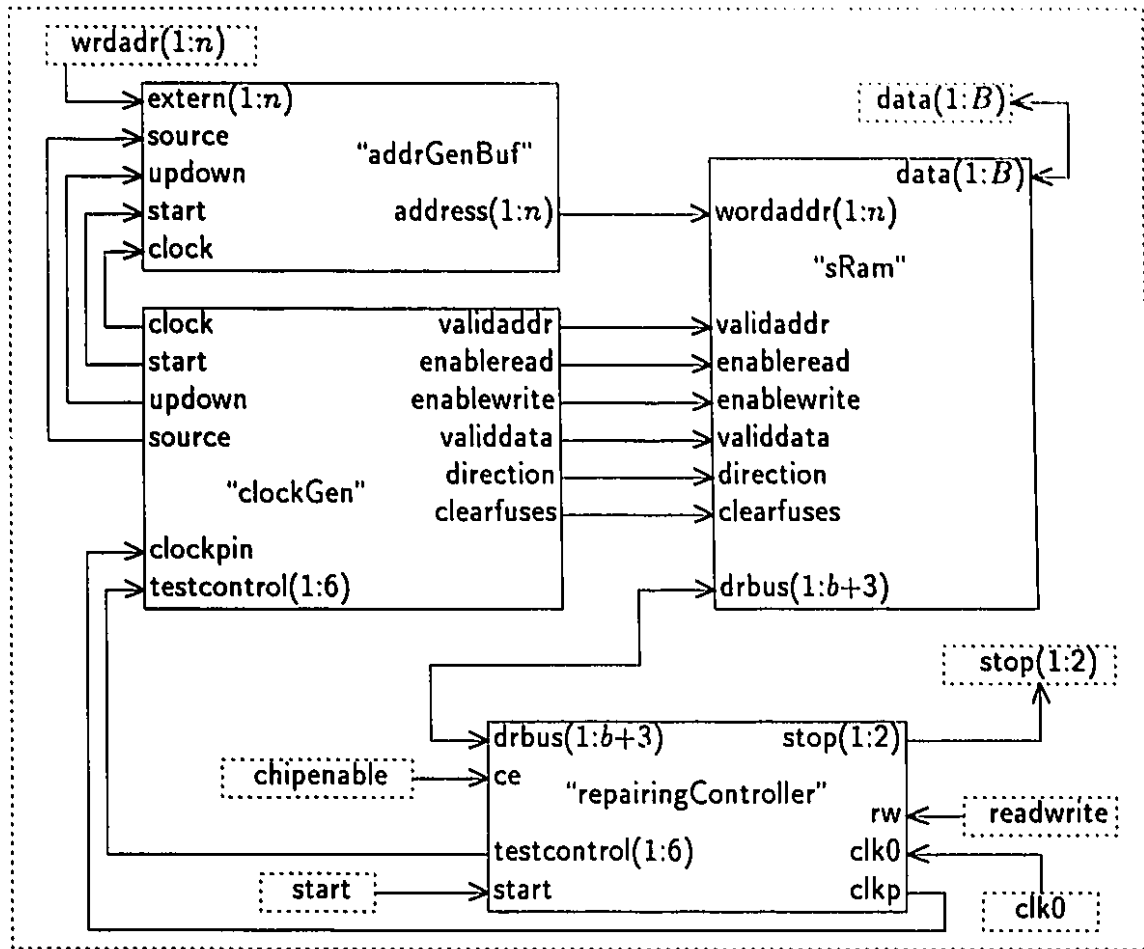 wrdadr(1:n)
extern(1:n)
source
updown
start
clock
"addrGenBuf"
address(1:n)
data(1:B)
data(1:B)
wordaddr(1:n)
"sRam"
validaddr
enableread
enablewrite
validdata
direction
clearfuses
drbus(1:b+3)
clock
start
updown
source
"clockGen"
clockpin
testcontrol(1:6)
validaddr
enableread
enablewrite
validdata
direction
clearfuses
stop(1:2)
drbus(1:b+3)
ce
"repairingController"
testcontrol(1:6)
start
stop(1:2)
rw
clk0
clkp
chipenable
start
readwrite
clk0